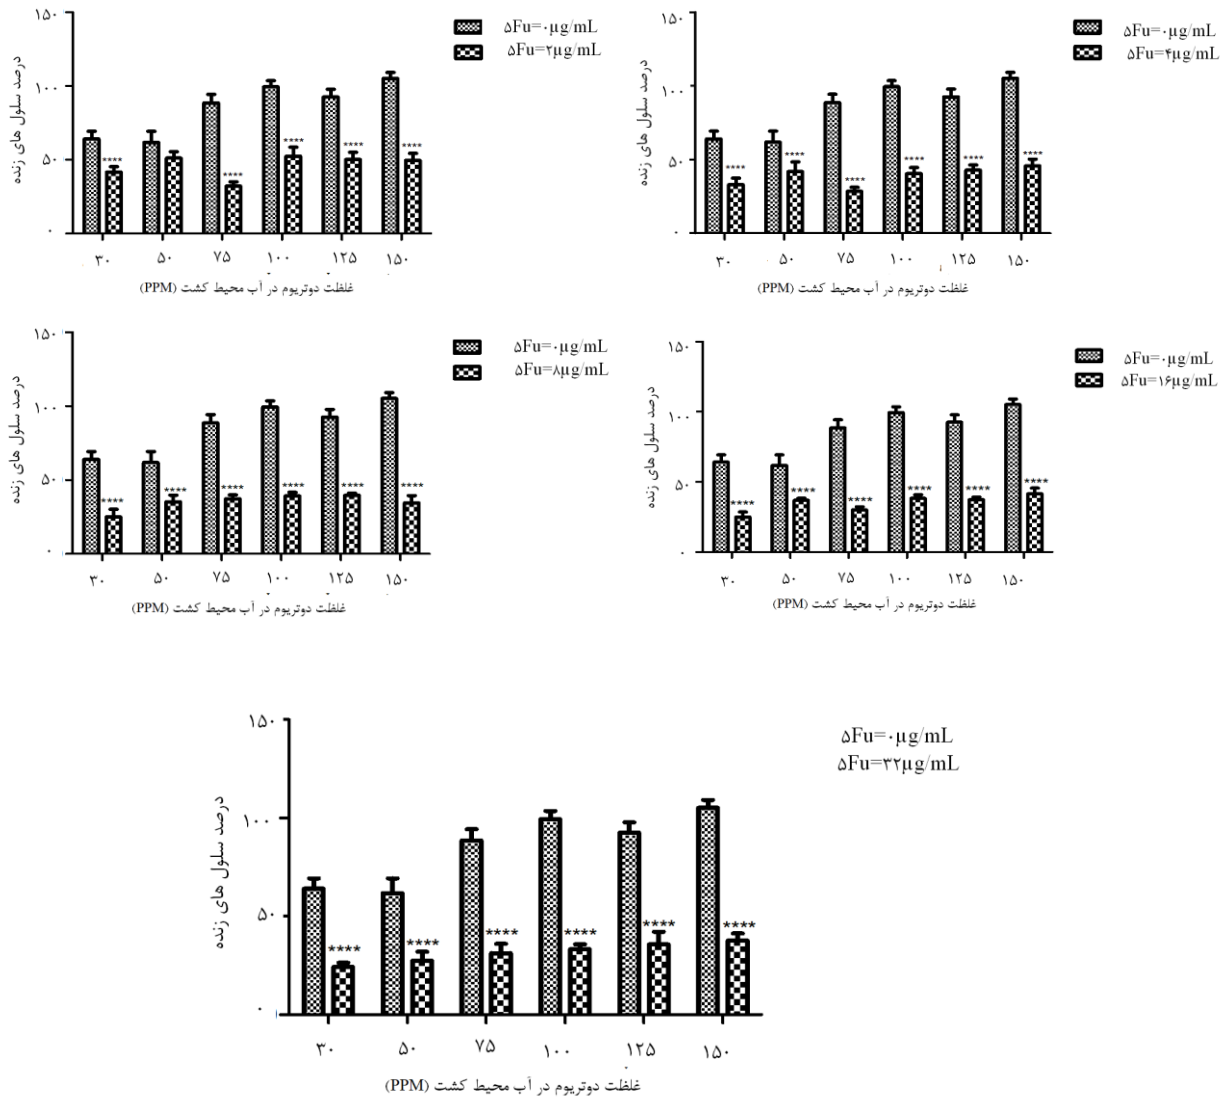 ۱۵۰
۱۰۰
۵۰
۰
درصد سلول های زنده
۵Fu=۰µg/mL
۵Fu=۲µg/mL
****
****
****
****
****
۳۰ ۵۰ ۷۵ ۱۰۰ ۱۲۵ ۱۵۰
غلظت دوتریوم در آب محیط کشت (PPM)
۱۵۰
۱۰۰
۵۰
۰
درصد سلول های زنده
۵Fu=۰µg/mL
۵Fu=۴µg/mL
****
****
****
****
****
****
۳۰ ۵۰ ۷۵ ۱۰۰ ۱۲۵ ۱۵۰
غلظت دوتریوم در آب محیط کشت (PPM)
۱۵۰
۱۰۰
۵۰
۰
درصد سلول های زنده
۵Fu=۰µg/mL
۵Fu=۸µg/mL
****
****
****
****
****
****
۳۰ ۵۰ ۷۵ ۱۰۰ ۱۲۵ ۱۵۰
غلظت دوتریوم در آب محیط کشت (PPM)
۱۵۰
۱۰۰
۵۰
۰
درصد سلول های زنده
۵Fu=۰µg/mL
۵Fu=۱۶µg/mL
****
****
****
****
****
****
۳۰ ۵۰ ۷۵ ۱۰۰ ۱۲۵ ۱۵۰
غلظت دوتریوم در آب محیط کشت (PPM)
۱۵۰
۱۰۰
۵۰
۰
درصد سلول های زنده
۵Fu=۰µg/mL
۵Fu=۳۲µg/mL
****
****
****
****
****
****
۳۰ ۵۰ ۷۵ ۱۰۰ ۱۲۵ ۱۵۰
غلظت دوتریوم در آب محیط کشت (PPM)